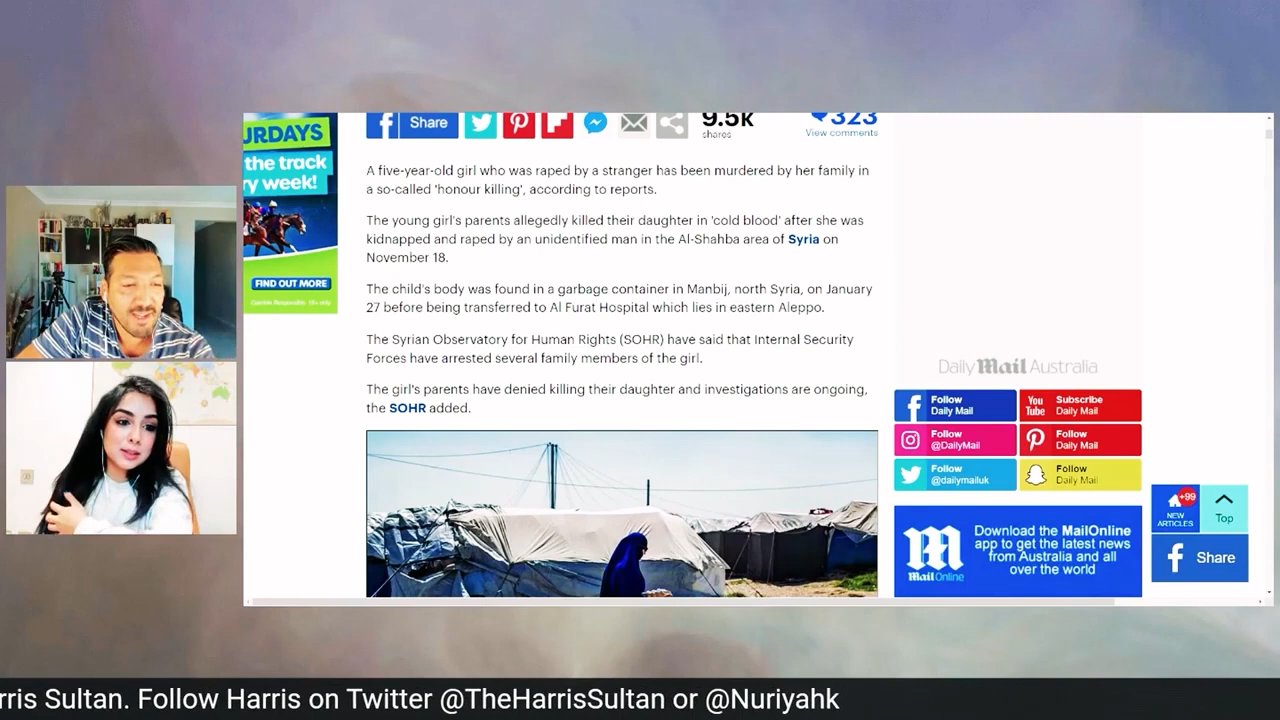 URDAYS
the track
ry week!
FIND OUT MORE
Share
9.5k
shares
323
View comments
A five-year-old girl who was raped by a stranger has been murdered by her family in
a so-called 'honour killing', according to reports.
The young girl's parents allegedly killed their daughter in 'cold blood' after she was
kidnapped and raped by an unidentified man in the Al-Shahba area of Syria on
November 18.
The child's body was found in a garbage container in Manbij, north Syria, on January
27 before being transferred to Al Furat Hospital which lies in eastern Aleppo.
The Syrian Observatory for Human Rights (SOHR) have said that Internal Security
Forces have arrested several family members of the girl.
The girl's parents have denied killing their daughter and investigations are ongoing,
the SOHR added.
Daily Mail Australia
Follow
Daily Mail
You
Tube
Subscribe
Daily Mail
Follow
@DailyMail
Follow
Daily Mail
Follow
@dailymailuk
Follow
Daily Mail
Mail Online
Download the MailOnline
app to get the latest news
from Australia and all
over the world
+99
NEW
ARTICLES
Top
Share
rris Sultan. Follow Harris on Twitter @TheHarrisSultan or @Nuriyahk